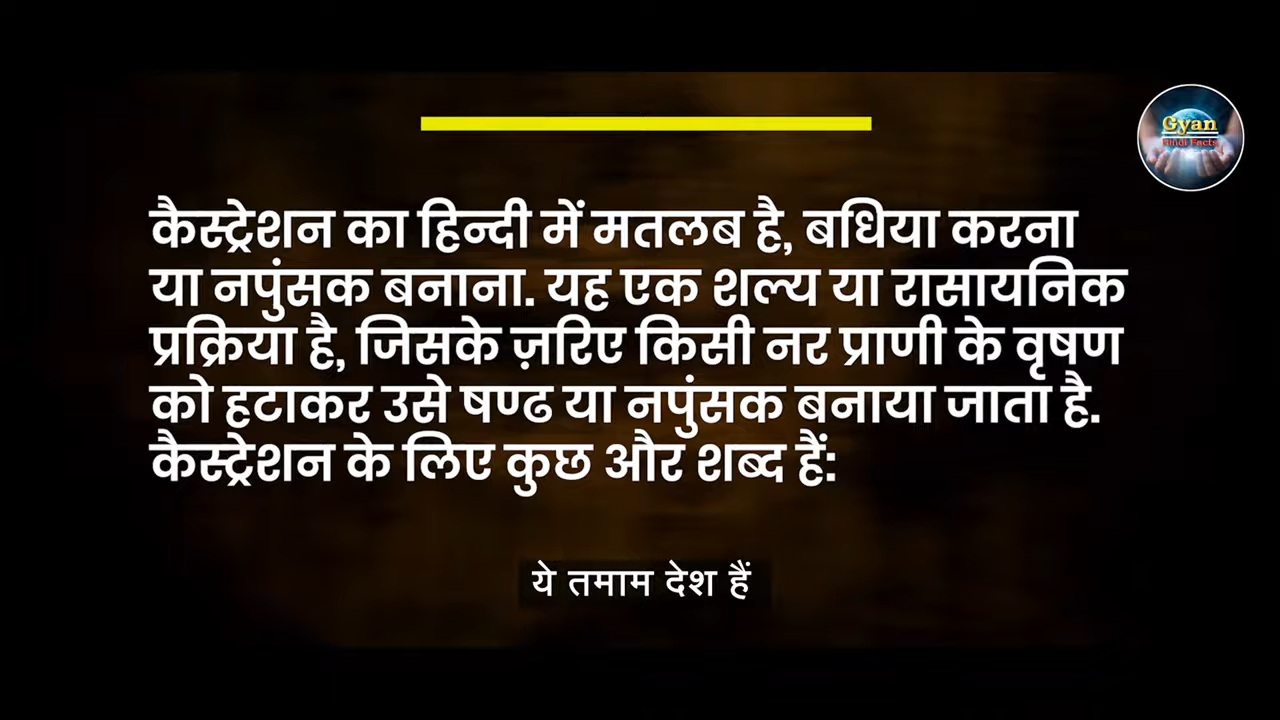 Gyan
Hindi Facts
कैस्ट्रेशन का हिन्दी में मतलब है, बधिया करना
या नपुंसक बनाना. यह एक शल्य या रासायनिक
प्रक्रिया है, जिसके ज़रिए किसी नर प्राणी के वृषण
को हटाकर उसे षण्ढ या नपुंसक बनाया जाता है.
कैस्ट्रेशन के लिए कुछ और शब्द हैं:
ये तमाम देश हैं